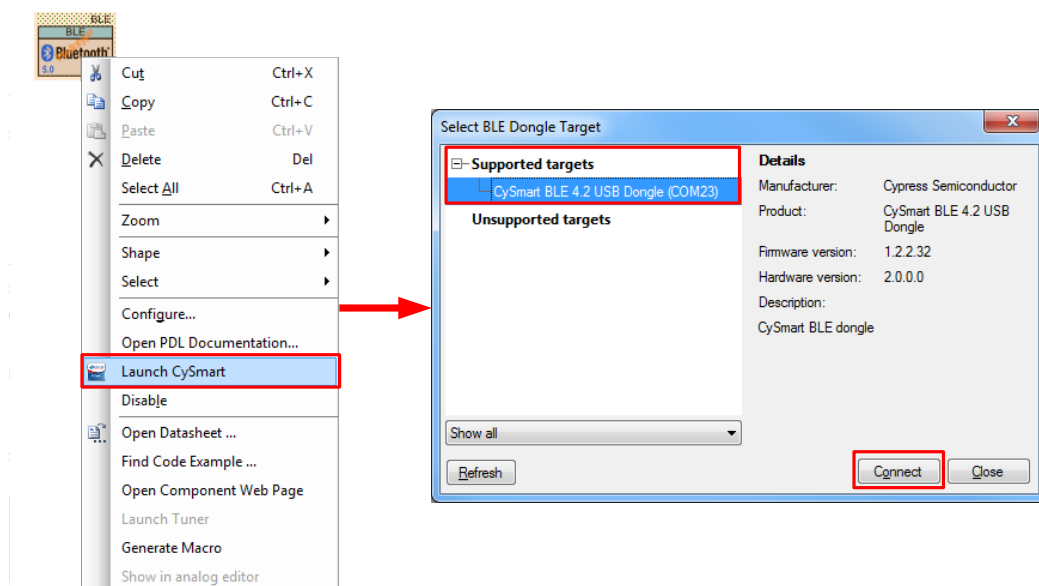 BLE
BLE
Bluetooth
5.0
Cut Ctrl+X
Copy Ctrl+C
Paste Ctrl+V
Delete Del
Select All Ctrl+A
Zoom
Shape
Select
Configure...
Open PDL Documentation...
Launch CySmart
Disable
Open Datasheet ...
Find Code Example ...
Open Component Web Page
Launch Tuner
Generate Macro
Show in analog editor
Select BLE Dongle Target
Supported targets
CySmart BLE 4.2 USB Dongle (COM23)
Unsupported targets
Show all
Refresh
Details
Manufacturer: Cypress Semiconductor
Product: CySmart BLE 4.2 USB
Dongle
Firmware version: 1.2.2.32
Hardware version: 2.0.0.0
Description:
CySmart BLE dongle
Connect
Close